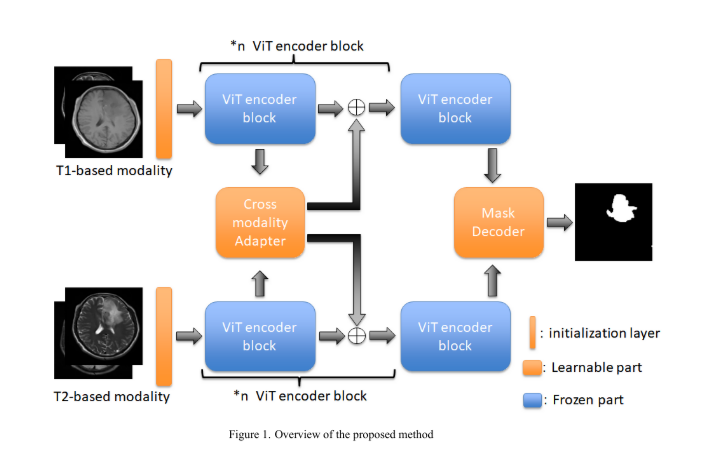 *n ViT encoder block
ViT encoder
block
ViT encoder
block
T1-based modality
Cross
modality
Adapter
Mask
Decoder
ViT encoder
block
ViT encoder
block
: initialization layer
: Learnable part
: Frozen part
T2-based modality
*n ViT encoder block
Figure 1. Overview of the proposed method